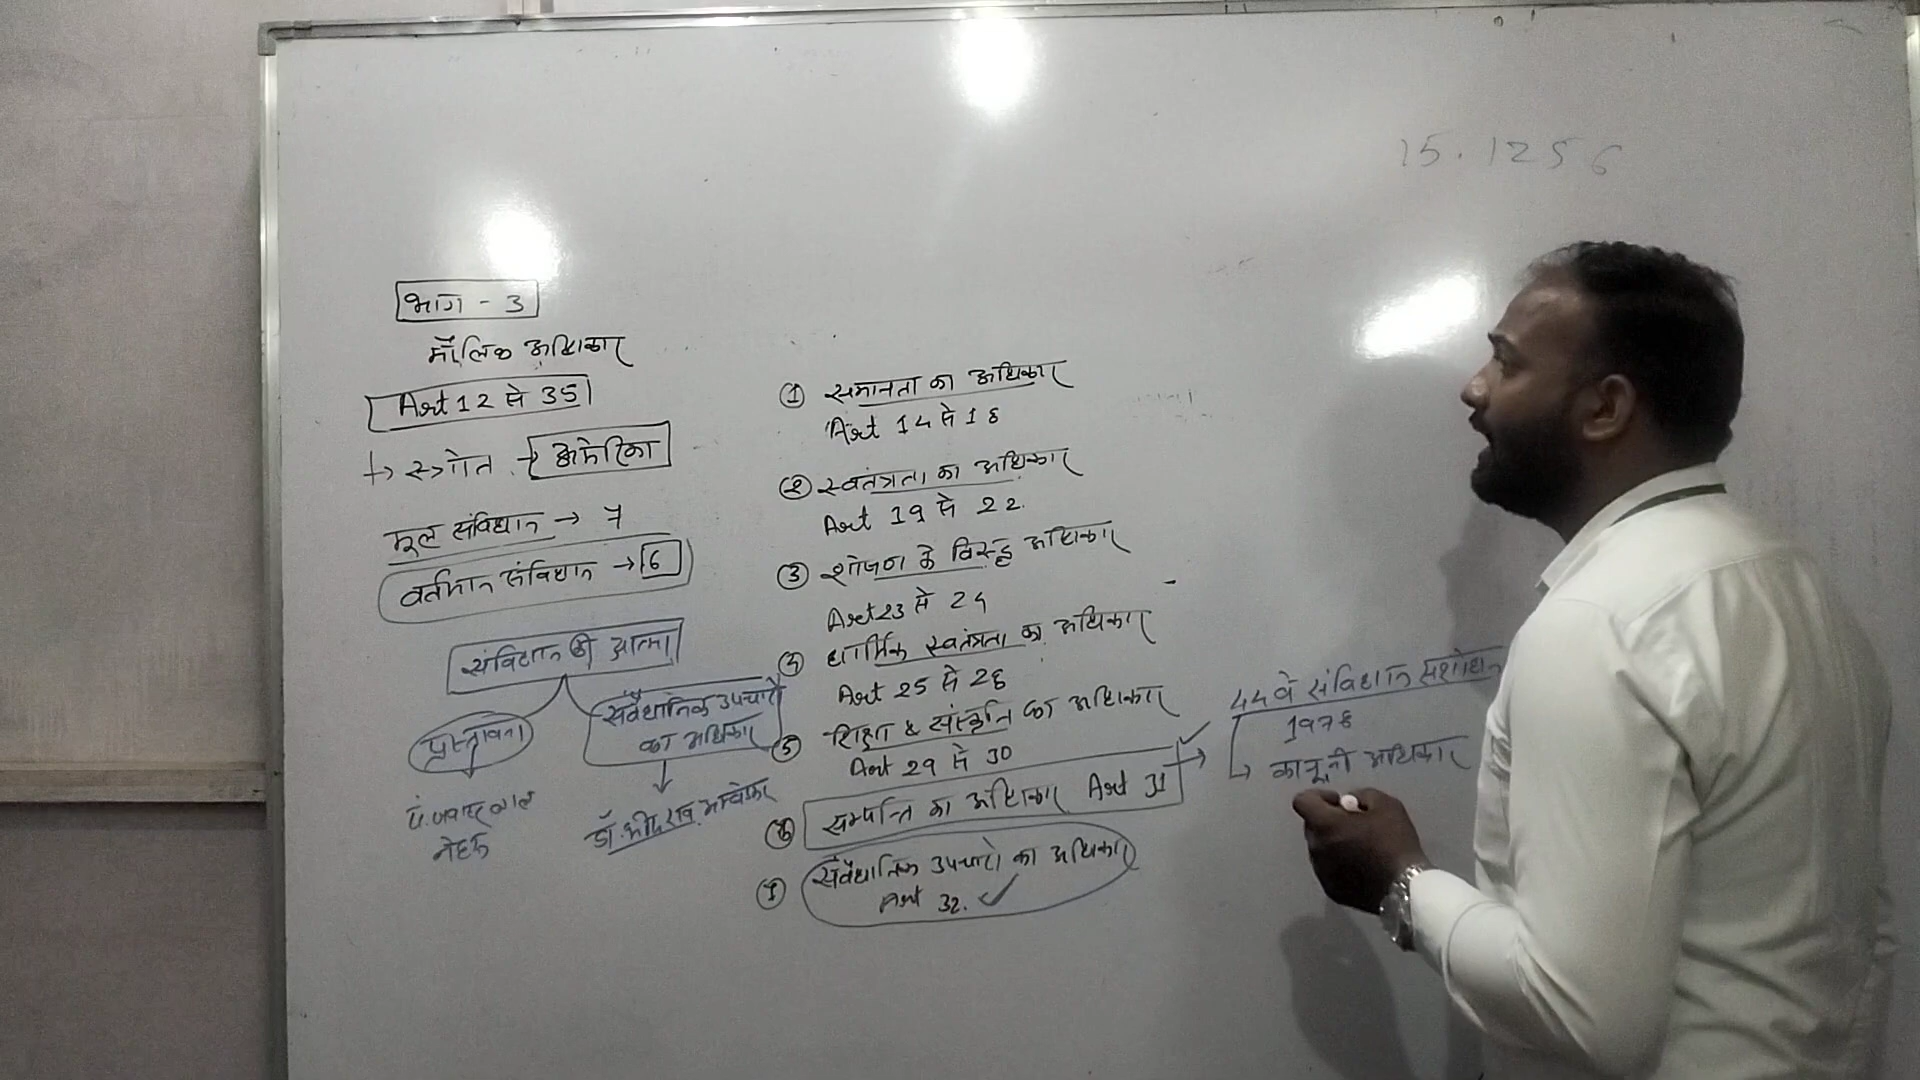 भाग - 3
मौलिक अधिकार
Art 12 से 35
→ स्त्रोत → अमेरिका
मूल संविधान → 7
वर्तमान संविधान → 6
संविधान की आत्मा
प्रस्तावना
पं. जवाहर लाल
नेहरू
संवैधानिक उपचारो
का अधिकार
डॉ. भीमराव अम्बेडकर
① समानता का अधिकार
Art 14 से 18
② स्वतंत्रता का अधिकार
Art 19 से 22.
③ शोषण के विरूद्ध अधिकार
Art 23 से 24
④ धार्मिक स्वतंत्रता का अधिकार
Art 25 से 28
⑤ शिक्षा & संस्कृति का अधिकार
Art 29 से 30
⑥ सम्पत्ति का अधिकार Art 31
⑦ संवैधानिक उपचारो का अधिकार
Art 32. ✓
44 वे संविधान संशोधन
1978
→ कानूनी अधिकार
15.1256